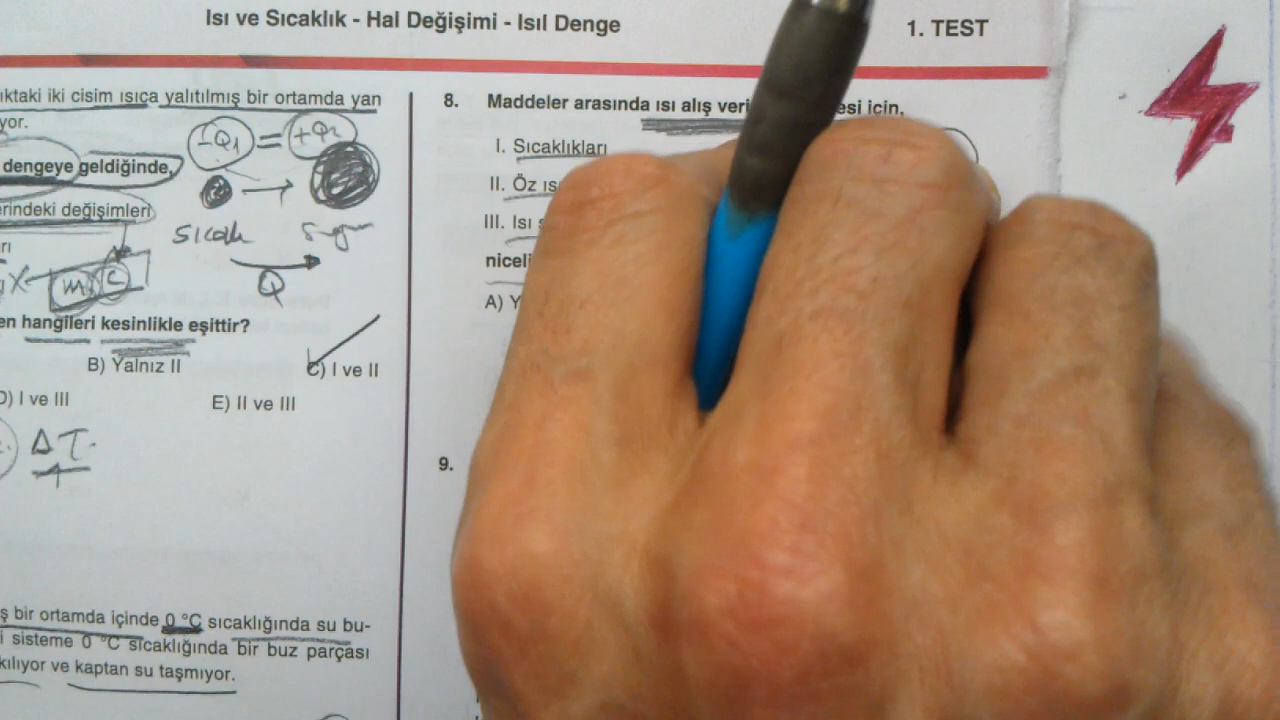 Isı ve Sıcaklık - Hal Değişimi - Isıl Denge
1. TEST
ıktaki iki cisim ısıca yalıtılmış bir ortamda yan
yor.
-Q1 = +Q2
dengeye geldiğinde,
erindeki değişimleri
rı
sıcak
Q
m c
en hangileri kesinlikle eşittir?
B) Yalnız II
C) I ve II
D) I ve III
E) II ve III
ΔT
ş bir ortamda içinde 0 °C sıcaklığında su bu-
i sisteme 0 °C sıcaklığında bir buz parçası
kılıyor ve kaptan su taşmıyor.
8. Maddeler arasında ısı alış veri esi için,
I. Sıcaklıkları
II. Öz ıs
III. Isı
niceli
A) Y
9.